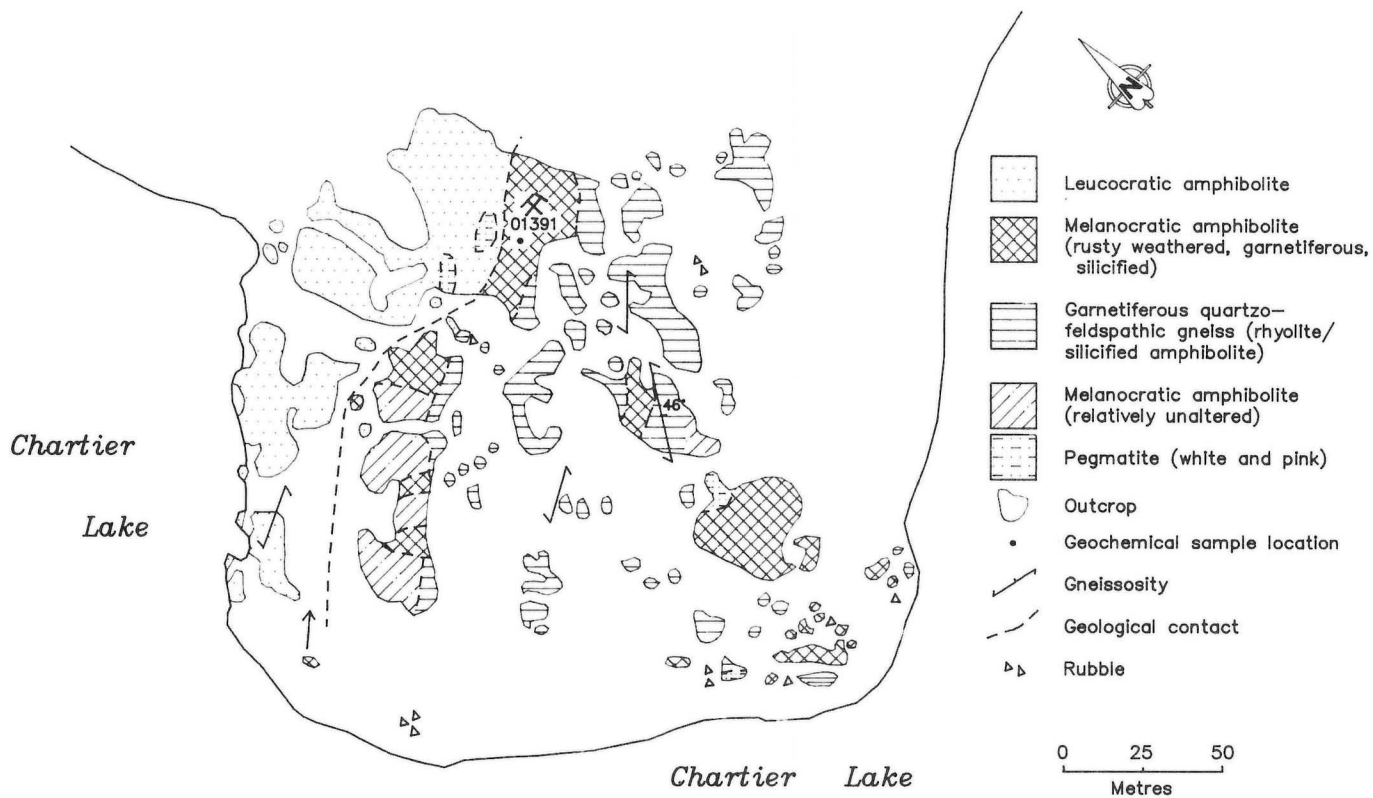 N
01391
46°
Chartier
Lake
Chartier Lake
Leucocratic amphibolite
Melanocratic amphibolite
(rusty weathered, garnetiferous,
silicified)
Garnetiferous quartzo-
feldspathic gneiss (rhyolite/
silicified amphibolite)
Melanocratic amphibolite
(relatively unaltered)
Pegmatite (white and pink)
Outcrop
Geochemical sample location
Gneissosity
Geological contact
Rubble
0 25 50
Metres